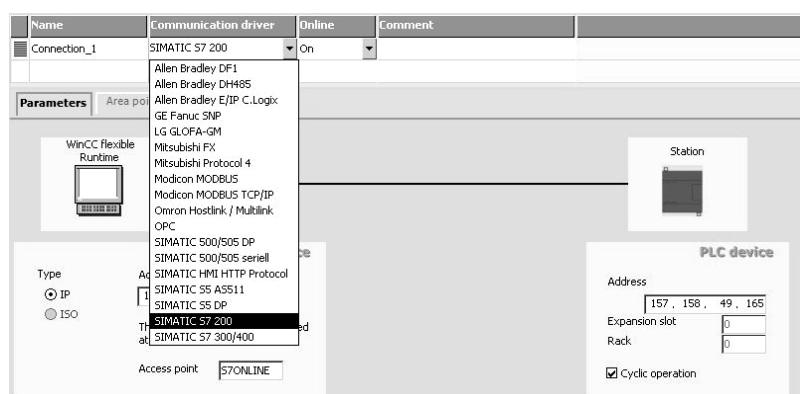 Name Communication driver Online Comment
Connection_1 SIMATIC S7 200 On
Allen Bradley DF1
Allen Bradley DH485
Parameters Area poi Allen Bradley E/IP C.Logix
GE Fanuc SNP
LG GLOFA-GM
WinCC flexible
Runtime
Mitsubishi FX
Mitsubishi Protocol 4
Modicon MODBUS
Modicon MODBUS TCP/IP
Omron Hostlink / Multilink
OPC
SIMATIC 500/505 DP
SIMATIC 500/505 seriell
SIMATIC HMI HTTP Protocol
SIMATIC S5 AS511
SIMATIC S5 DP
SIMATIC S7 200
SIMATIC S7 300/400
Station
Type
IP
ISO
Access point S7ONLINE
PLC device
Address
157 . 158 . 49 . 165
Expansion slot 0
Rack 0
Cyclic operation